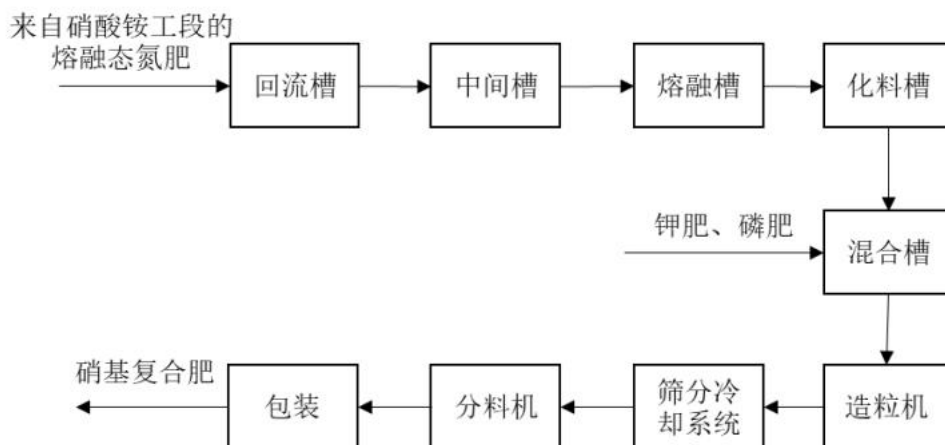 来自硝酸铵工段的
熔融态氮肥
回流槽
中间槽
熔融槽
化料槽
钾肥、磷肥
混合槽
硝基复合肥
包装
分料机
筛分冷
却系统
造粒机